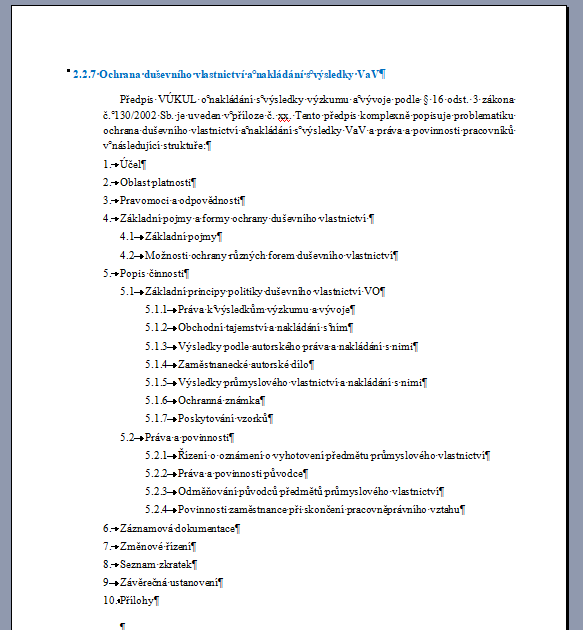 2.2.7 Ochrana duševního vlastnictví a nakládání s výsledky VaV
Předpis VÚKUL o nakládání s výsledky výzkumu a vývoje podle § 16 odst. 3 zákona
č. 130/2002 Sb. je uveden v příloze č. xx. Tento předpis komplexně popisuje problematiku
ochrana duševního vlastnictví a nakládání s výsledky VaV a práva a povinnosti pracovníků
v následující struktuře:
1. Účel
2. Oblast platnosti
3. Pravomoci a odpovědnosti
4. Základní pojmy a formy ochrany duševního vlastnictví
4.1 Základní pojmy
4.2 Možnosti ochrany různých forem duševního vlastnictví
5. Popis činnosti
5.1 Základní principy politiky duševního vlastnictví VO
5.1.1 Práva k výsledkům výzkumu a vývoje
5.1.2 Obchodní tajemství a nakládání s ním
5.1.3 Výsledky podle autorského práva a nakládání s nimi
5.1.4 Zaměstnanecké autorské dílo
5.1.5 Výsledky průmyslového vlastnictví a nakládání s nimi
5.1.6 Ochranná známka
5.1.7 Poskytování vzorků
5.2 Práva a povinnosti
5.2.1 Řízení o oznámení o vyhotovení předmětu průmyslového vlastnictví
5.2.2 Práva a povinnosti původce
5.2.3 Odměňování původců předmětů průmyslového vlastnictví
5.2.4 Povinnosti zaměstnance při skončení pracovněprávního vztahu
6. Záznamová dokumentace
7. Změnové řízení
8. Seznam zkratek
9 Závěrečná ustanovení
10. Přílohy